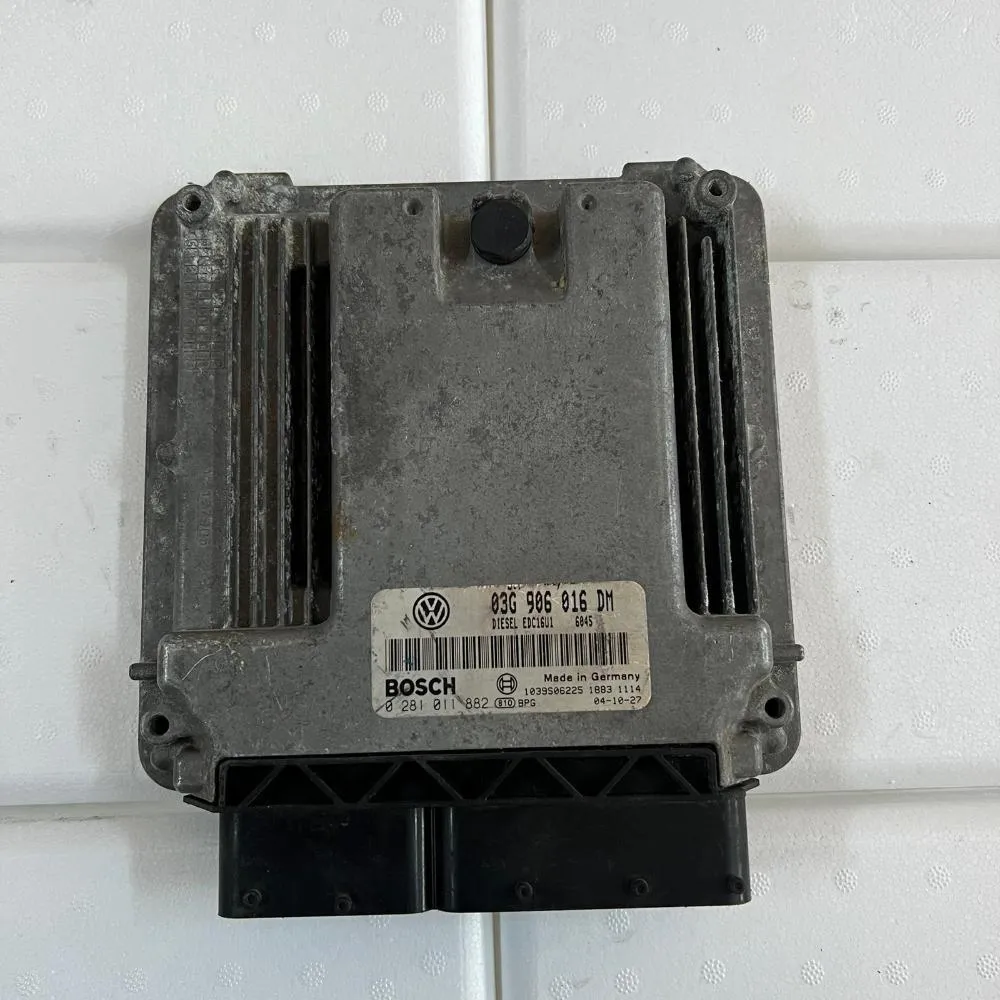 03G 906 016 DM
DIESEL EDC16U1 6045
BOSCH
Made in Germany
1039S06225 1883 1114
0 281 011 882 810 BPG 04-10-27